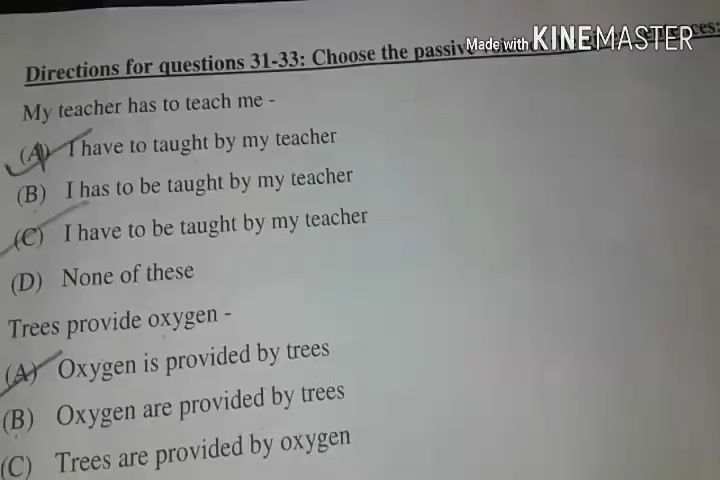 Directions for questions 31-33: Choose the passiv
Made with KINEMASTER
My teacher has to teach me -
(A) I have to taught by my teacher
(B) I has to be taught by my teacher
(C) I have to be taught by my teacher
(D) None of these
Trees provide oxygen -
(A) Oxygen is provided by trees
(B) Oxygen are provided by trees
(C) Trees are provided by oxygen